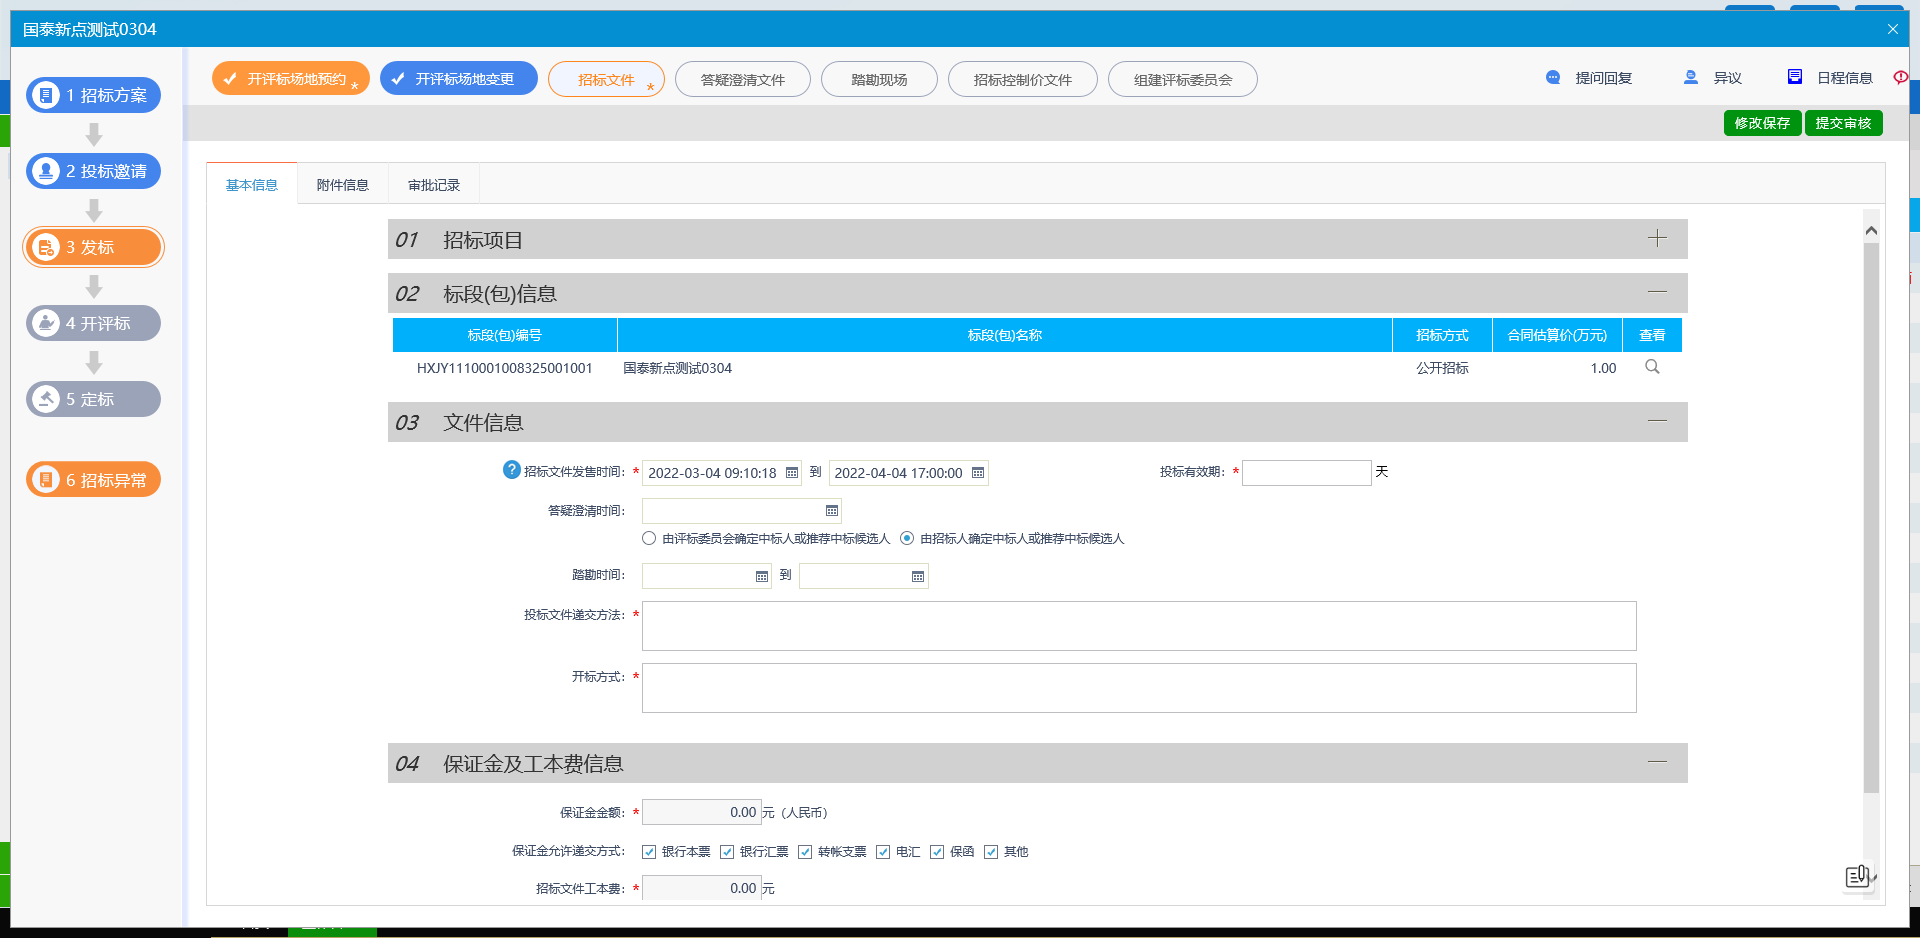 国泰新点测试0304
1 招标方案
2 投标邀请
3 发标
4 开评标
5 定标
6 招标异常
开评标场地预约 *
开评标场地变更
招标文件 *
答疑澄清文件
踏勘现场
招标控制价文件
组建评标委员会
提问回复
异议
日程信息
修改保存
提交审核
基本信息
附件信息
审批记录
01 招标项目
02 标段(包)信息
标段(包)编号 标段(包)名称 招标方式 合同估算价(万元) 查看
HXJY1110001008325001001 国泰新点测试0304 公开招标 1.00
03 文件信息
招标文件发售时间: * 2022-03-04 09:10:18 到 2022-04-04 17:00:00 投标有效期: * 天
答疑澄清时间:
由评标委员会确定中标人或推荐中标候选人 由招标人确定中标人或推荐中标候选人
踏勘时间: 到
投标文件递交方法: *
开标方式: *
04 保证金及工本费信息
保证金金额: * 0.00 元（人民币）
保证金允许递交方式: 银行本票 银行汇票 转帐支票 电汇 保函 其他
招标文件工本费: * 0.00 元